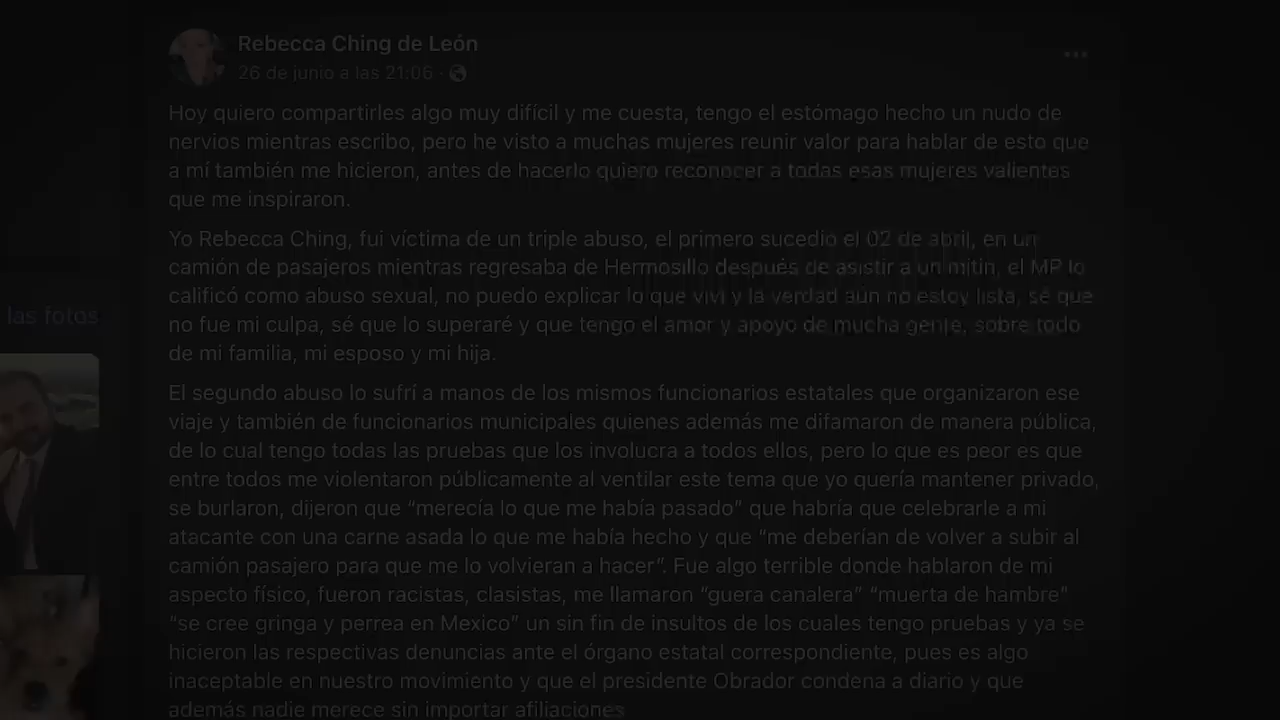 Rebecca Ching de León
26 de junio a las 21:06 ·
Hoy quiero compartirles algo muy difícil y me cuesta, tengo el estómago hecho un nudo de
nervios mientras escribo, pero he visto a muchas mujeres reunir valor para hablar de esto que
a mí también me hicieron, antes de hacerlo quiero reconocer a todas esas mujeres valientes
que me inspiraron.
Yo Rebecca Ching, fui víctima de un triple abuso, el primero sucedio el 02 de abril, en un
camión de pasajeros mientras regresaba de Hermosillo después de asistir a un mitin, el MP lo
calificó como abuso sexual, no puedo explicar lo que viví y la verdad aún no estoy lista, sé que
no fue mi culpa, sé que lo superaré y que tengo el amor y apoyo de mucha gente, sobre todo
de mi familia, mi esposo y mi hija.
las fotos
El segundo abuso lo sufrí a manos de los mismos funcionarios estatales que organizaron ese
viaje y también de funcionarios municipales quienes además me difamaron de manera pública,
de lo cual tengo todas las pruebas que los involucra a todos ellos, pero lo que es peor es que
entre todos me violentaron públicamente al ventilar este tema que yo quería mantener privado,
se burlaron, dijeron que “merecía lo que me había pasado” que habría que celebrarle a mi
atacante con una carne asada lo que me había hecho y que “me deberían de volver a subir al
camión pasajero para que me lo volvieran a hacer”. Fue algo terrible donde hablaron de mi
aspecto físico, fueron racistas, clasistas, me llamaron “guera canalera” “muerta de hambre”
“se cree gringa y perrea en Mexico” un sin fin de insultos de los cuales tengo pruebas y ya se
hicieron las respectivas denuncias ante el órgano estatal correspondiente, pues es algo
inaceptable en nuestro movimiento y que el presidente Obrador condena a diario y que
además nadie merece sin importar afiliaciones